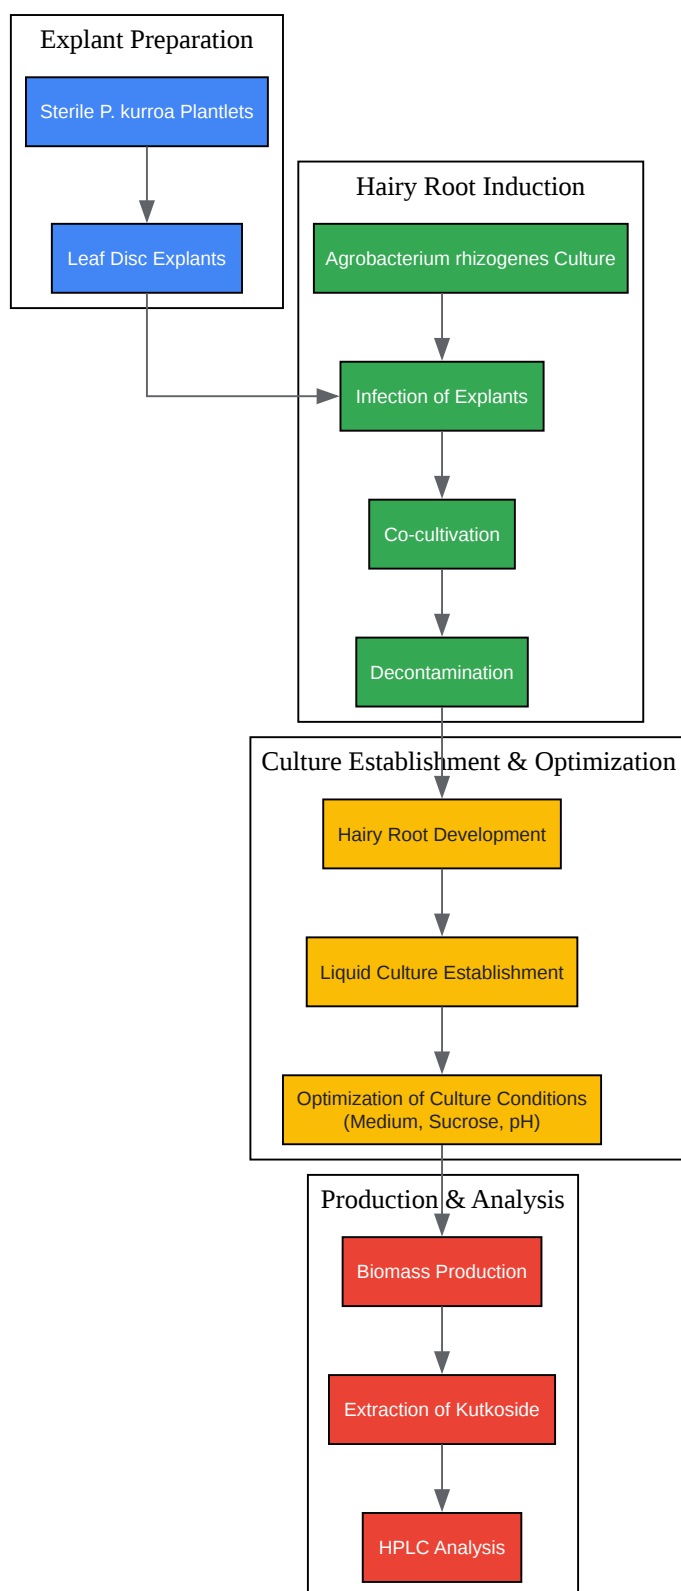 Explant Preparation
Sterile P. kurroa Plantlets
Leaf Disc Explants
Hairy Root Induction
Agrobacterium rhizogenes Culture
Infection of Explants
Co-cultivation
Decontamination
Culture Establishment & Optimization
Hairy Root Development
Liquid Culture Establishment
Optimization of Culture Conditions
(Medium, Sucrose, pH)
Production & Analysis
Biomass Production
Extraction of Kutkoside
HPLC Analysis